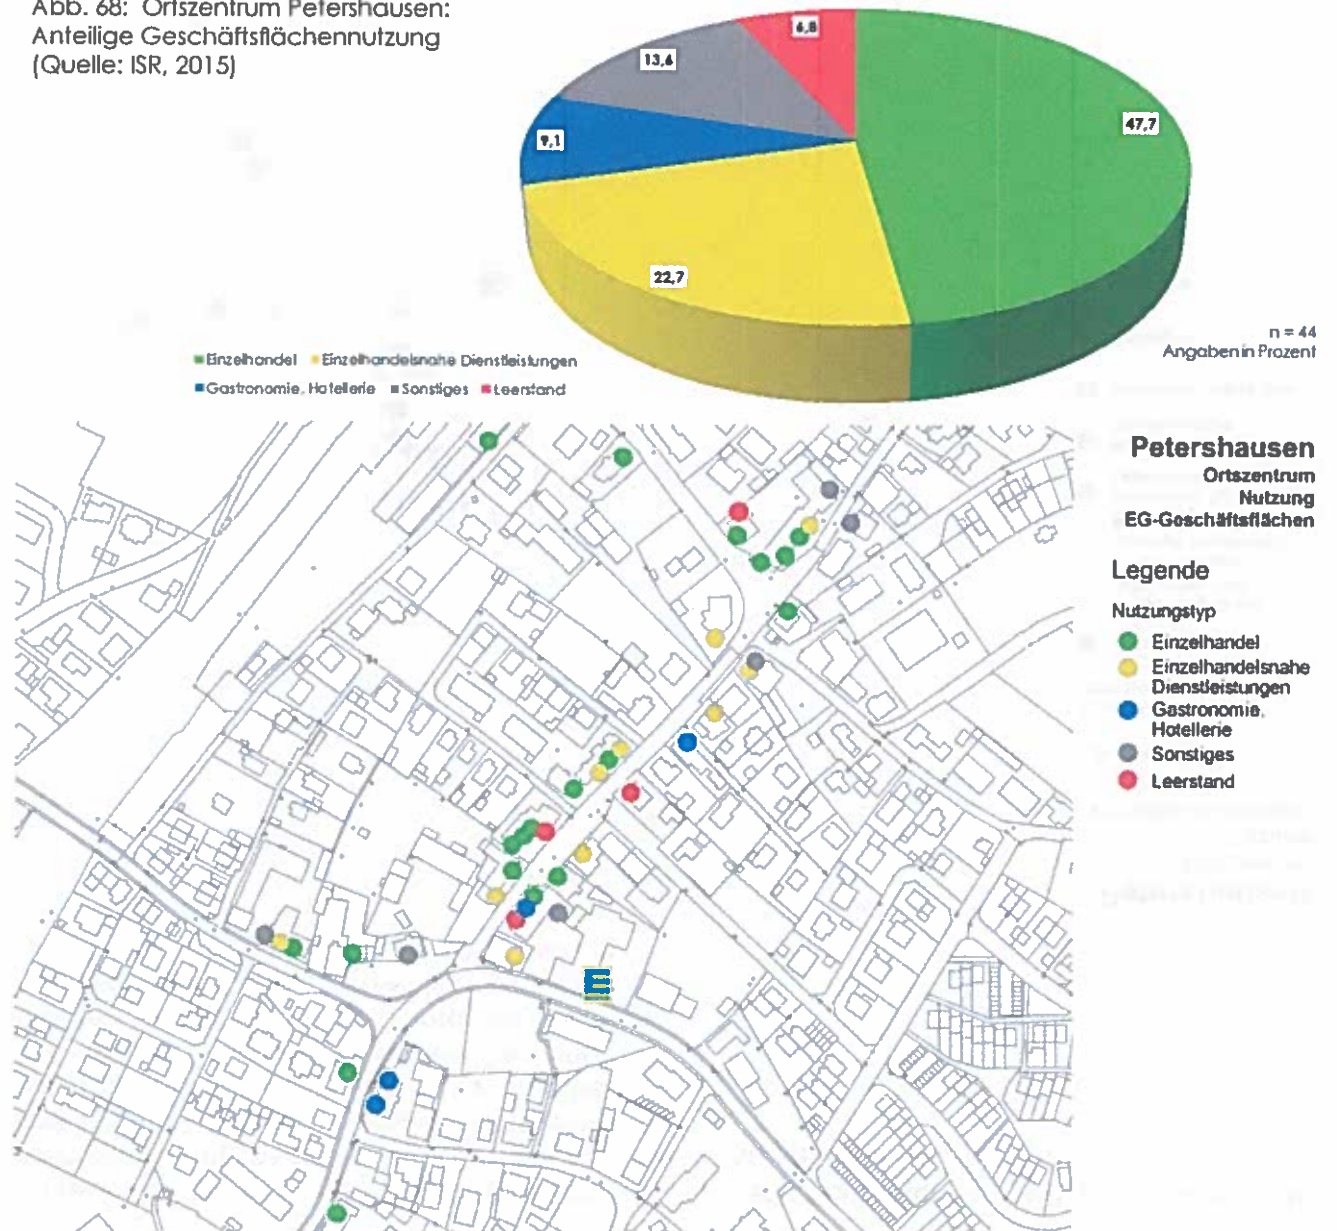 Abb. 68: Ortszentrum Petershausen:
Anteilige Geschäftsflächennutzung
(Quelle: ISR, 2015)
6,8
13,6
47,7
9,1
22,7
n = 44
Angaben in Prozent
Einzelhandel Einzelhandelsnahe Dienstleistungen
Gastronomie, Hotellerie Sonstiges Leerstand
Petershausen
Ortszentrum
Nutzung
EG-Geschäftsflächen
Legende
Nutzungstyp
Einzelhandel
Einzelhandelsnahe
Dienstleistungen
Gastronomie,
Hotellerie
Sonstiges
Leerstand
E